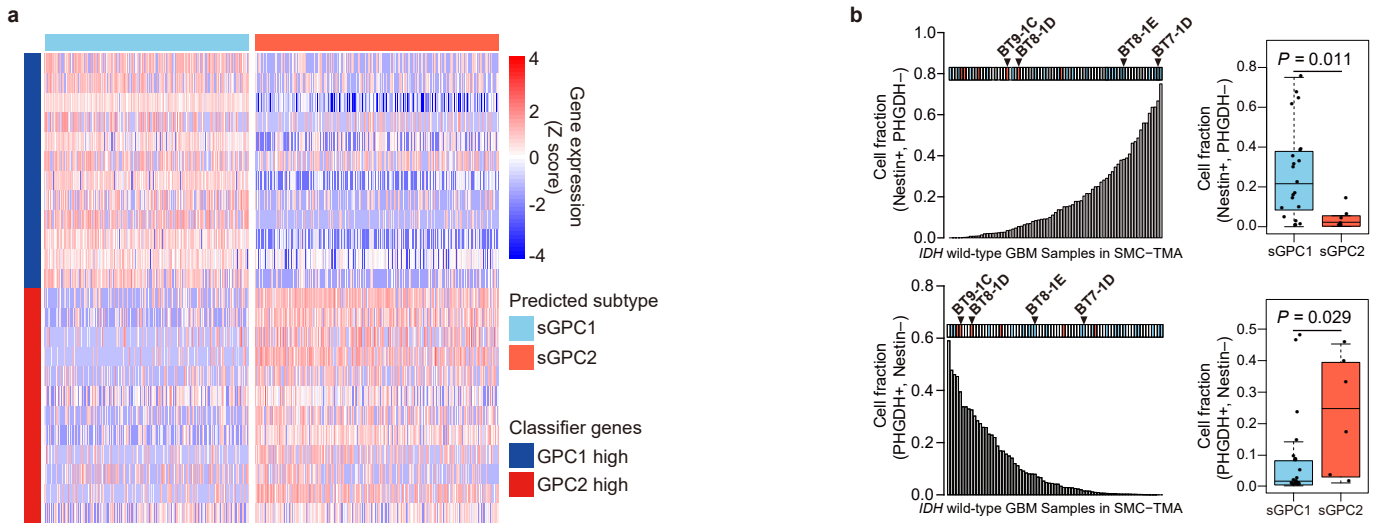 a
4
2
0
-2
-4
Gene expression
(Z score)
Predicted subtype
sGPC1
sGPC2
Classifier genes
GPC1 high
GPC2 high
b
BT9-1C
BT8-1D
BT8-1E
BT7-1D
1.0
0.8
0.6
0.4
0.2
0.0
Cell fraction
(Nestin+, PHGDH−)
IDH wild-type GBM Samples in SMC−TMA
P = 0.011
0.8
0.6
0.4
0.2
0.0
Cell fraction
(Nestin+, PHGDH−)
sGPC1 sGPC2
BT9-1C
BT8-1D
BT8-1E
BT7-1D
0.8
0.6
0.4
0.2
0.0
Cell fraction
(PHGDH+, Nestin−)
IDH wild-type GBM Samples in SMC−TMA
P = 0.029
0.5
0.4
0.3
0.2
0.1
0.0
Cell fraction
(PHGDH+, Nestin−)
sGPC1 sGPC2